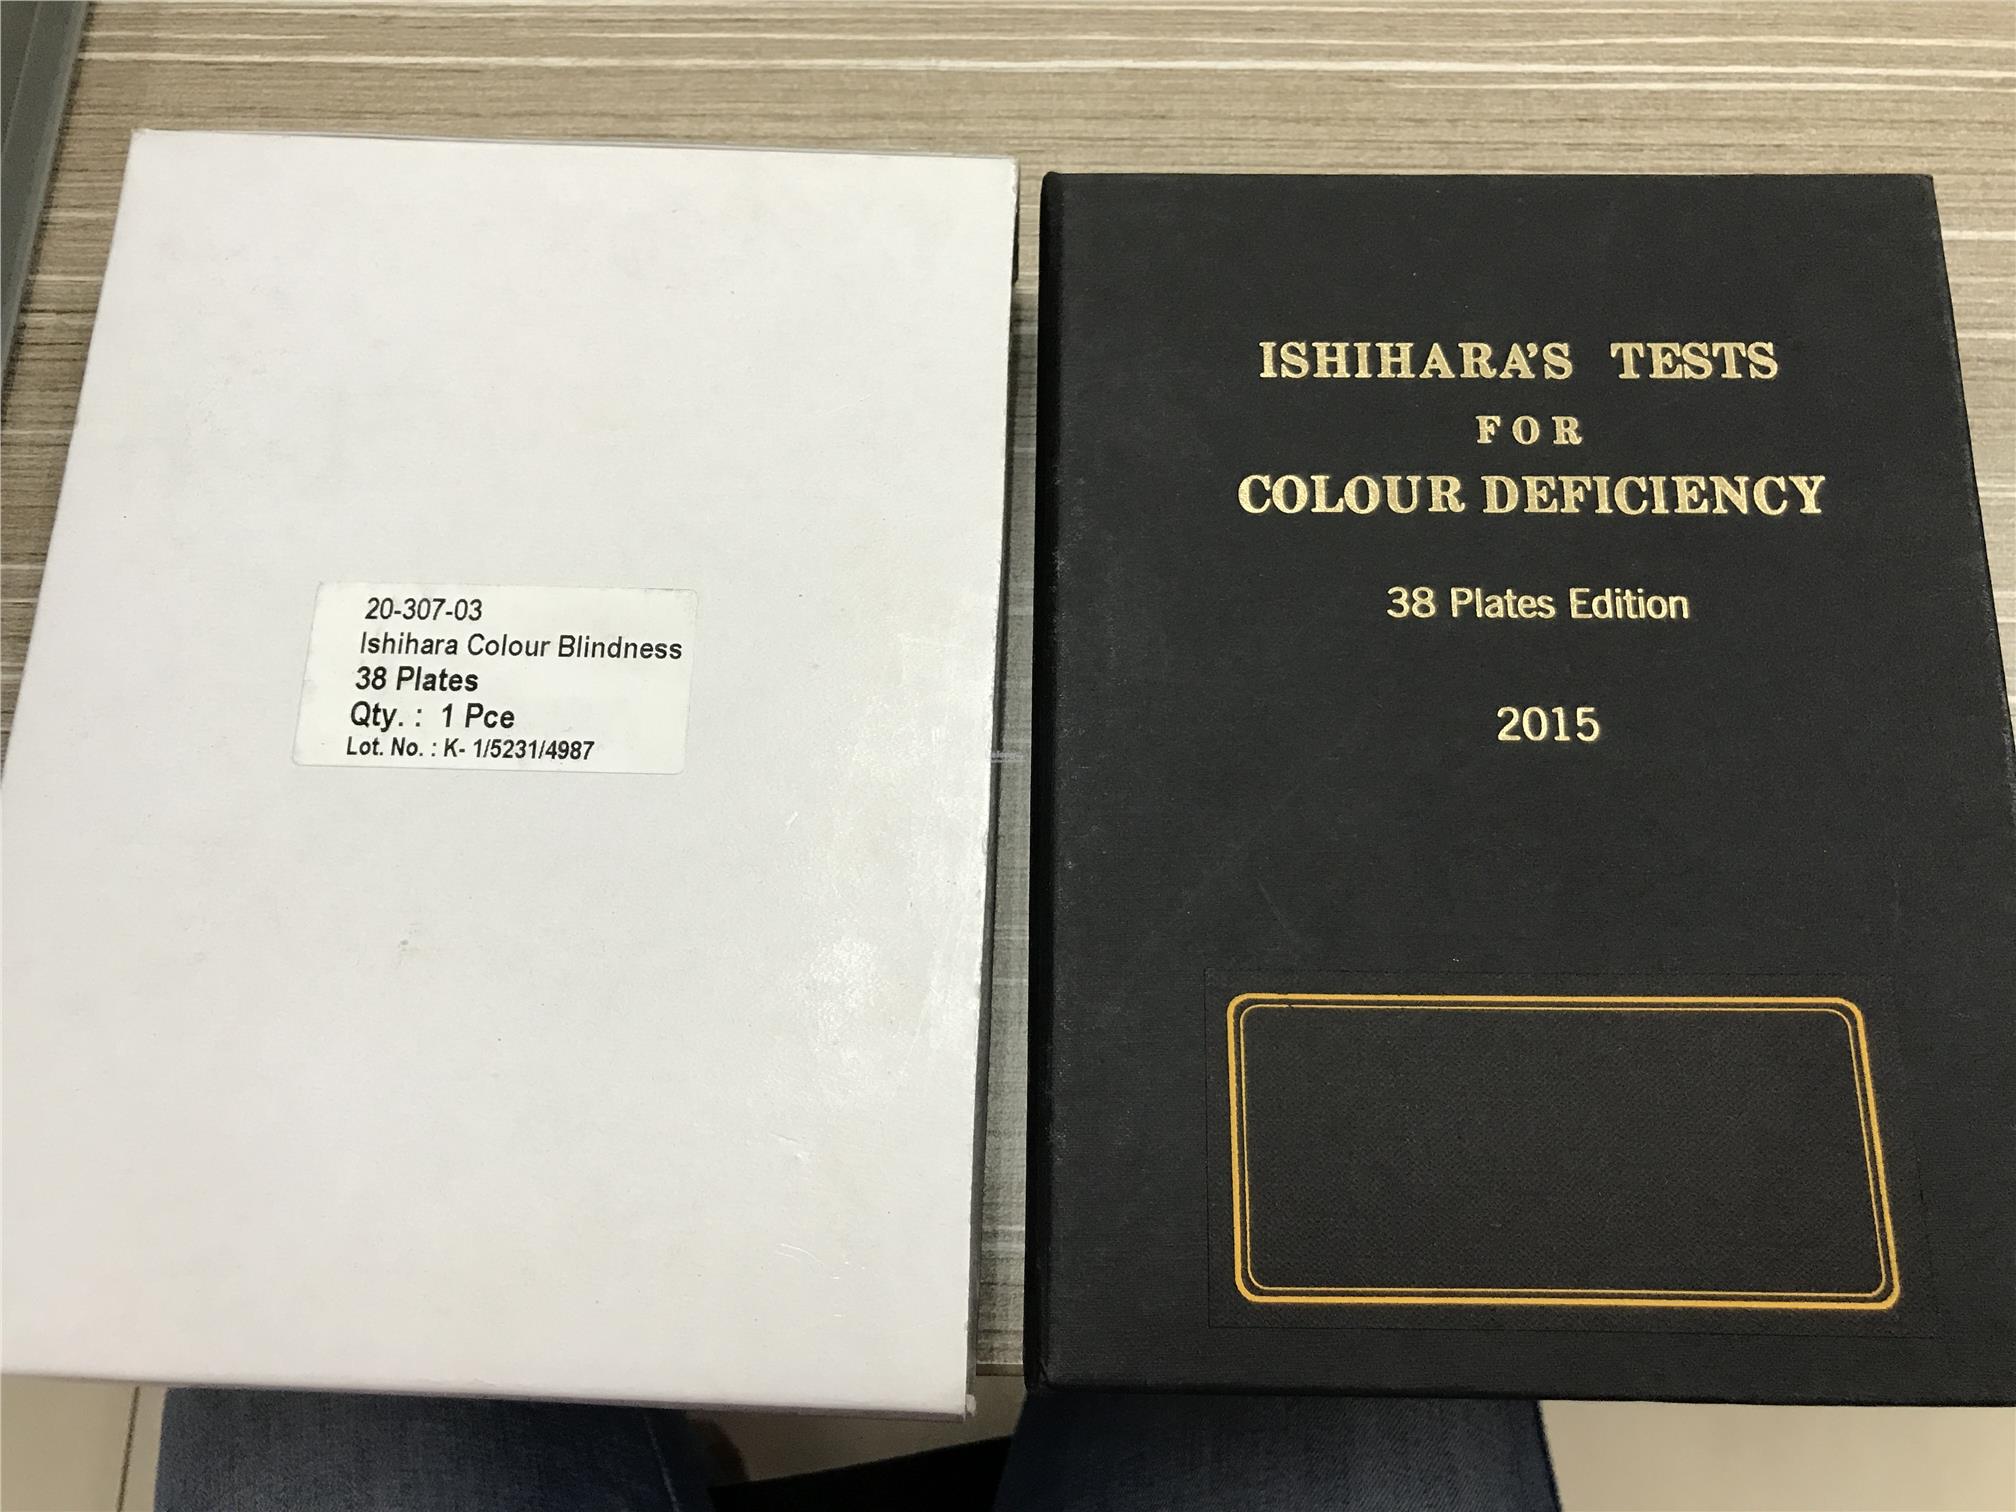 20-307-03
Ishihara Colour Blindness
38 Plates
Qty. : 1 Pce
Lot. No. : K- 1/5231/4987
ISHIHARA'S TESTS
FOR
COLOUR DEFICIENCY
38 Plates Edition
2015